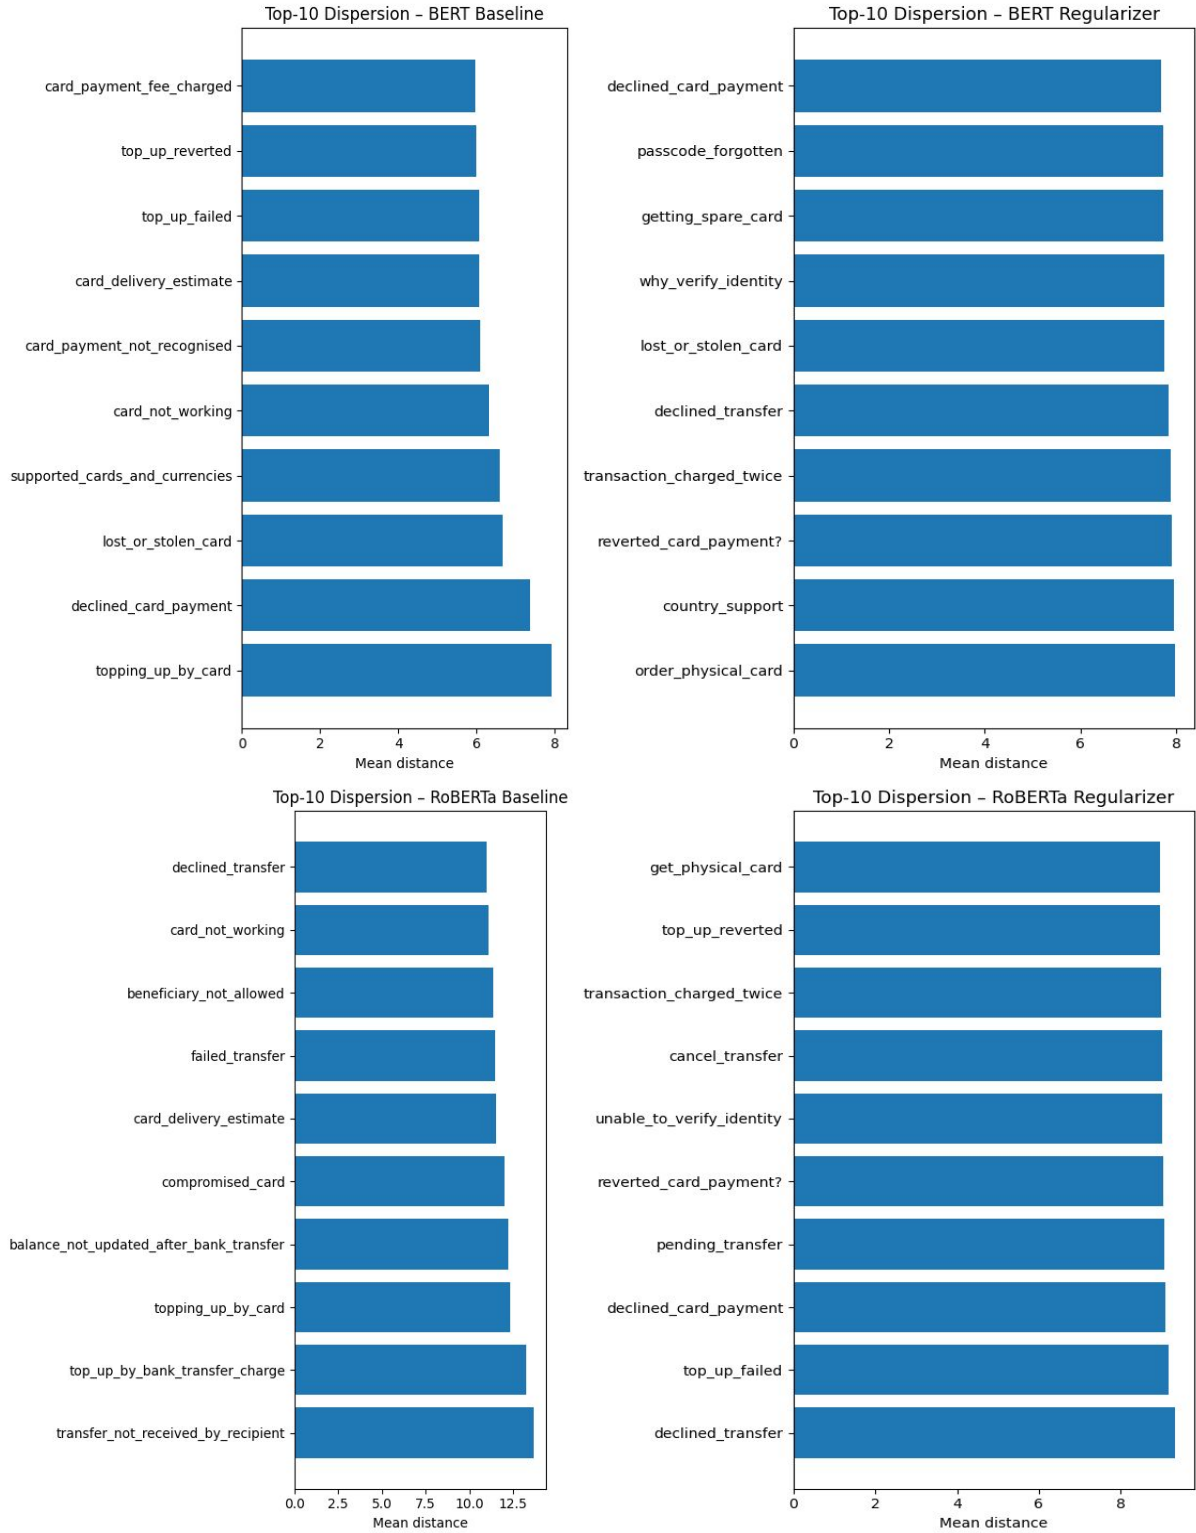 Top-10 Dispersion – BERT Baseline
card_payment_fee_charged
top_up_reverted
top_up_failed
card_delivery_estimate
card_payment_not_recognised
card_not_working
supported_cards_and_currencies
lost_or_stolen_card
declined_card_payment
topping_up_by_card
0 2 4 6 8
Mean distance
Top-10 Dispersion – BERT Regularizer
declined_card_payment
passcode_forgotten
getting_spare_card
why_verify_identity
lost_or_stolen_card
declined_transfer
transaction_charged_twice
reverted_card_payment?
country_support
order_physical_card
0 2 4 6 8
Mean distance
Top-10 Dispersion – RoBERTa Baseline
declined_transfer
card_not_working
beneficiary_not_allowed
failed_transfer
card_delivery_estimate
compromised_card
balance_not_updated_after_bank_transfer
topping_up_by_card
top_up_by_bank_transfer_charge
transfer_not_received_by_recipient
0.0 2.5 5.0 7.5 10.0 12.5
Mean distance
Top-10 Dispersion – RoBERTa Regularizer
get_physical_card
top_up_reverted
transaction_charged_twice
cancel_transfer
unable_to_verify_identity
reverted_card_payment?
pending_transfer
declined_card_payment
top_up_failed
declined_transfer
0 2 4 6 8
Mean distance